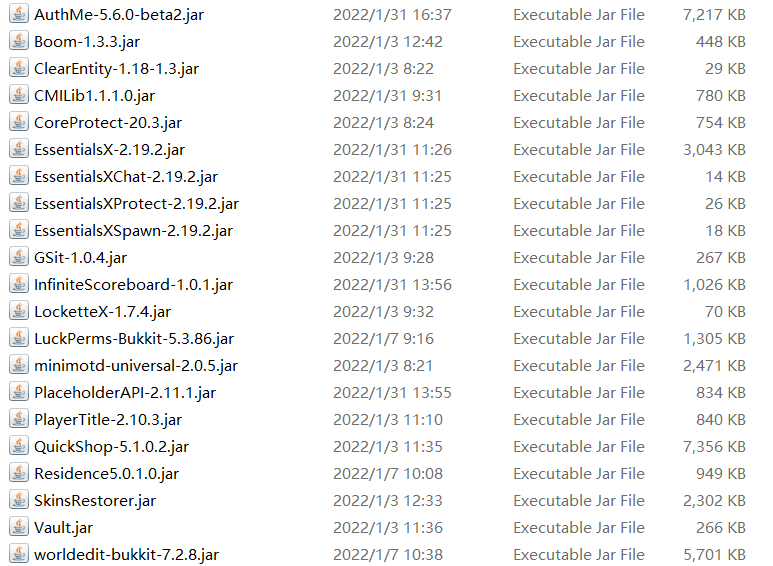 AuthMe-5.6.0-beta2.jar 2022/1/31 16:37 Executable Jar File 7,217 KB
Boom-1.3.3.jar 2022/1/3 12:42 Executable Jar File 448 KB
ClearEntity-1.18-1.3.jar 2022/1/3 8:22 Executable Jar File 29 KB
CMILib1.1.1.0.jar 2022/1/31 9:31 Executable Jar File 780 KB
CoreProtect-20.3.jar 2022/1/3 8:24 Executable Jar File 754 KB
EssentialsX-2.19.2.jar 2022/1/31 11:26 Executable Jar File 3,043 KB
EssentialsXChat-2.19.2.jar 2022/1/31 11:25 Executable Jar File 14 KB
EssentialsXProtect-2.19.2.jar 2022/1/31 11:25 Executable Jar File 26 KB
EssentialsXSpawn-2.19.2.jar 2022/1/31 11:25 Executable Jar File 18 KB
GSit-1.0.4.jar 2022/1/3 9:28 Executable Jar File 267 KB
InfiniteScoreboard-1.0.1.jar 2022/1/31 13:56 Executable Jar File 1,026 KB
LocketteX-1.7.4.jar 2022/1/3 9:32 Executable Jar File 70 KB
LuckPerms-Bukkit-5.3.86.jar 2022/1/7 9:16 Executable Jar File 1,305 KB
minimotd-universal-2.0.5.jar 2022/1/3 8:21 Executable Jar File 2,471 KB
PlaceholderAPI-2.11.1.jar 2022/1/31 13:55 Executable Jar File 834 KB
PlayerTitle-2.10.3.jar 2022/1/3 11:10 Executable Jar File 840 KB
QuickShop-5.1.0.2.jar 2022/1/3 11:35 Executable Jar File 7,356 KB
Residence5.0.1.0.jar 2022/1/7 10:08 Executable Jar File 949 KB
SkinsRestorer.jar 2022/1/3 12:33 Executable Jar File 2,302 KB
Vault.jar 2022/1/3 11:36 Executable Jar File 266 KB
worldedit-bukkit-7.2.8.jar 2022/1/7 10:38 Executable Jar File 5,701 KB